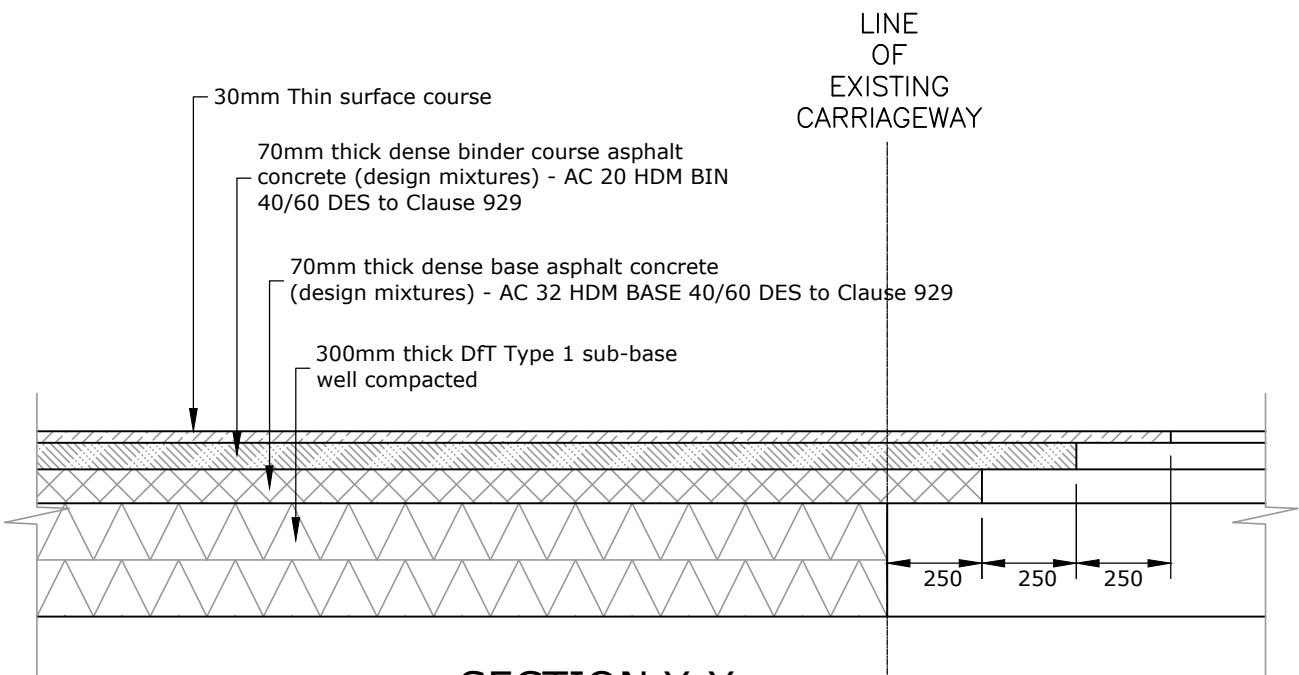 LINE
OF
EXISTING
CARRIAGEWAY
30mm Thin surface course
70mm thick dense binder course asphalt
concrete (design mixtures) - AC 20 HDM BIN
40/60 DES to Clause 929
70mm thick dense base asphalt concrete
(design mixtures) - AC 32 HDM BASE 40/60 DES to Clause 929
300mm thick DfT Type 1 sub-base
well compacted
250 250 250